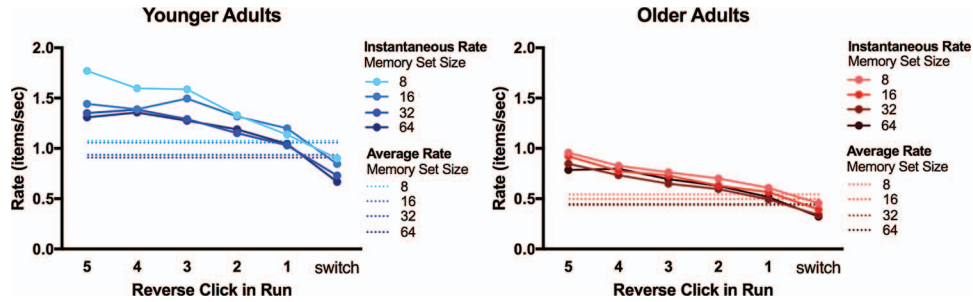 Younger Adults
2.0
1.5
1.0
0.5
0.0
Rate (items/sec)
5 4 3 2 1 switch
Reverse Click in Run
Instantaneous Rate
Memory Set Size
8
16
32
64
Average Rate
Memory Set Size
8
16
32
64
Older Adults
2.0
1.5
1.0
0.5
0.0
Rate (items/sec)
5 4 3 2 1 switch
Reverse Click in Run
Instantaneous Rate
Memory Set Size
8
16
32
64
Average Rate
Memory Set Size
8
16
32
64